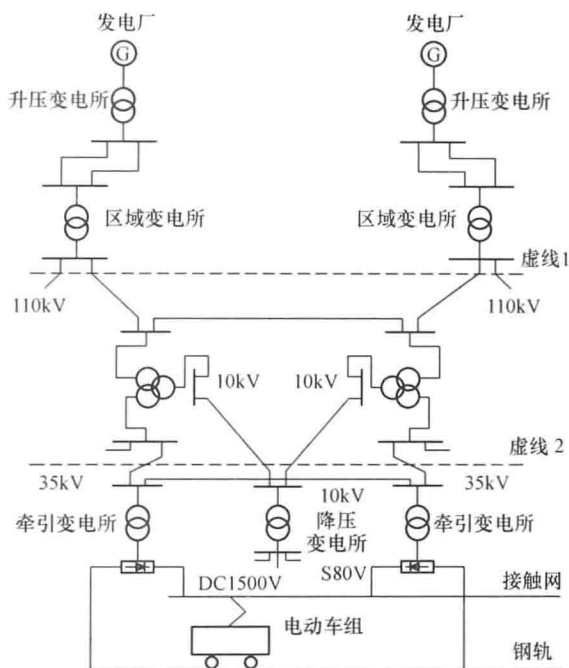 发电厂
发电厂
G
G
升压变电所
升压变电所
区域变电所
区域变电所
虚线1
110kV
110kV
10kV
10kV
虚线 2
35kV
10kV
35kV
牵引变电所
降压
变电所
牵引变电所
DC1500V
S80V
接触网
电动车组
钢轨